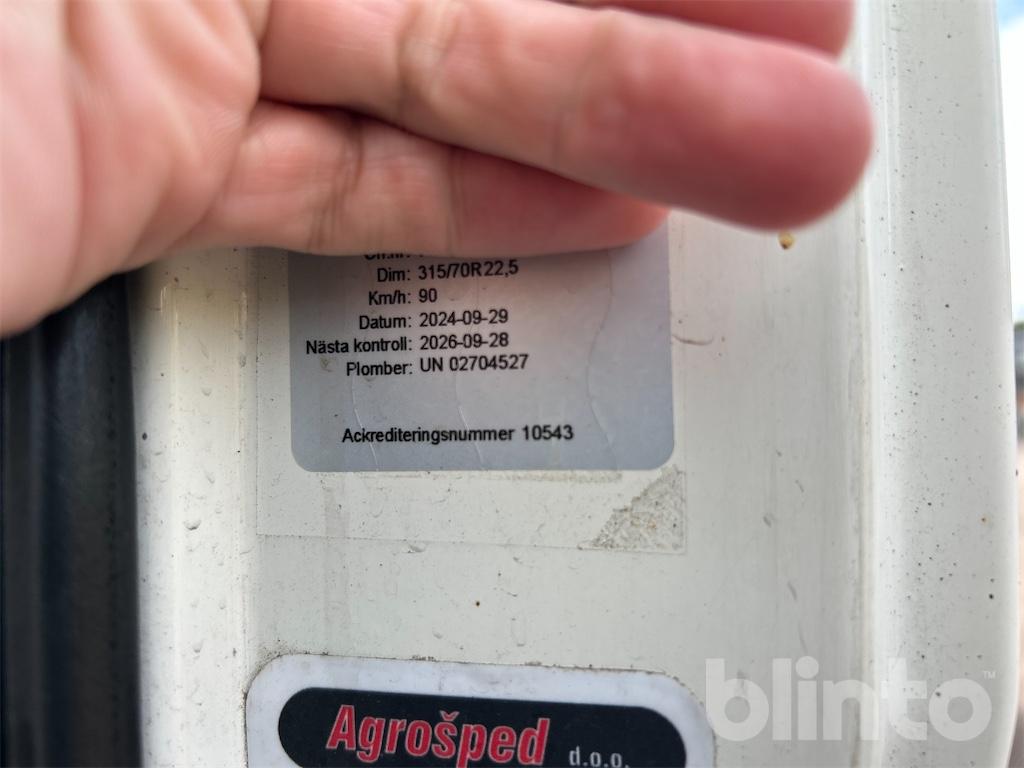 Dim: 315/70R22,5
Km/h: 90
Datum: 2024-09-29
Nästa kontroll: 2026-09-28
Plomber: UN 02704527
Ackrediteringsnummer 10543
Agrošped d.o.o.
blinto™